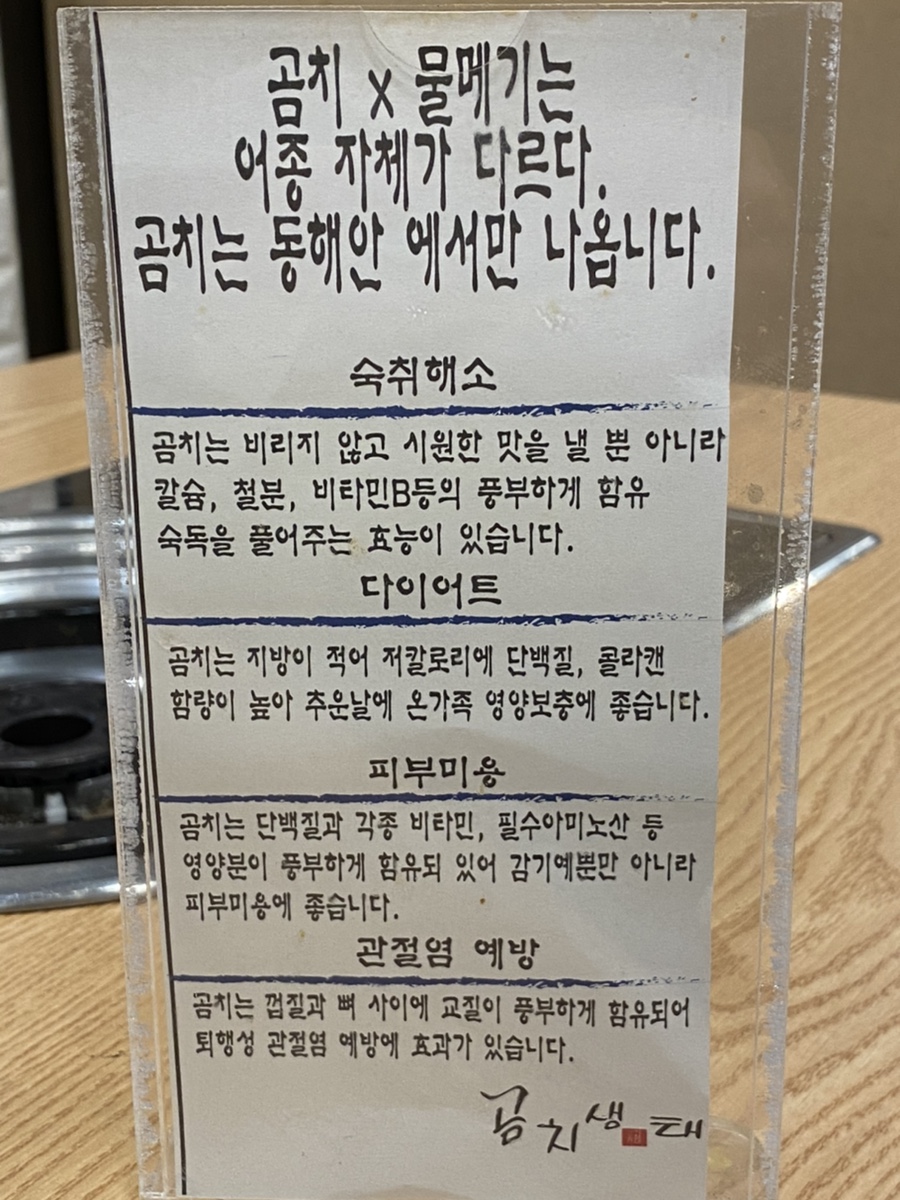 곰치 x 물메기는
어종 자체가 다르다.
곰치는 동해안 에서만 나옵니다.
숙취해소
곰치는 비리지 않고 시원한 맛을 낼 뿐 아니라
칼슘, 철분, 비타민B등의 풍부하게 함유
숙독을 풀어주는 효능이 있습니다.
다이어트
곰치는 지방이 적어 저칼로리에 단백질, 콜라캔
함량이 높아 추운날에 온가족 영양보충에 좋습니다.
피부미용
곰치는 단백질과 각종 비타민, 필수아미노산 등
영양분이 풍부하게 함유되 있어 감기예뿐만 아니라
피부미용에 좋습니다.
관절염 예방
곰치는 껍질과 뼈 사이에 교질이 풍부하게 함유되어
퇴행성 관절염 예방에 효과가 있습니다.